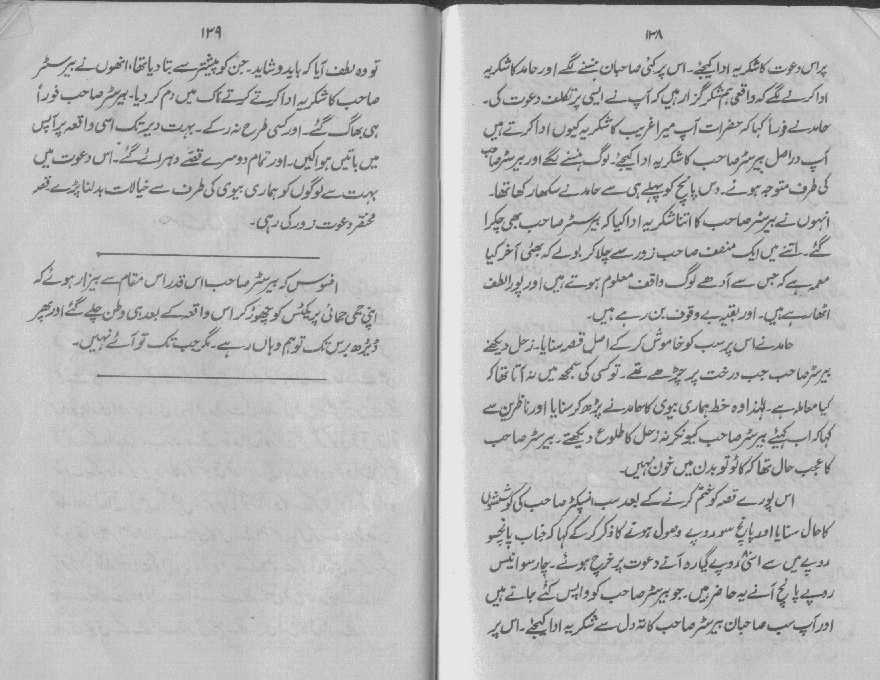 ۱۳۸
پر اس دعوت کا شکریہ ادا کیجئے۔ اس پر کئی صاحبان ہنسنے لگے اور حامد کا شکریہ
ادا کرنے لگے کہ واقعی ہم شکر گزار ہیں کہ آپ نے ایسی پر تکلف دعوت کی۔
حامد نے فوراً کہا کہ حضرات آپ میرا غریب کا شکریہ کیوں ادا کرتے ہیں
آپ دراصل بیرسٹر صاحب کا شکریہ ادا کیجئے۔ لوگ ہنسنے لگے اور بیرسٹر صاحب
کی طرف متوجہ ہوئے۔ دس پانچ کو پہلے ہی سے حامد نے سکھا رکھا تھا۔
انہوں نے بیرسٹر صاحب کا اتنا شکریہ ادا کیا کہ بیرسٹر صاحب بھی چکرا
گئے۔ اتنے میں ایک منصف صاحب زور سے چلا کر بولے کہ بھئی آخر کیا
معمہ ہے کہ جس سے آدھے لوگ واقف معلوم ہوتے ہیں اور پورا لطف
اٹھا رہے ہیں۔ اور بقیہ بے وقوف بن رہے ہیں۔
حامد نے اس پر سب کو خاموش کر کے اصل قصہ سنایا۔ زحل دیکھنے
بیرسٹر صاحب جب درخت پر چڑھے تھے۔ تو کسی کی سمجھ میں نہ آتا تھا کہ
کیا معاملہ ہے۔ لہٰذا وہ خط ہماری بیوی کا حامد نے پڑھ کر سنایا اور ناظرین سے
کہا کہ اب کہیئے بیرسٹر صاحب کیونکر نہ زحل کا طلوع دیکھتے۔ بیرسٹر صاحب
کا عجب حال تھا کہ کاٹو تو بدن میں خون نہیں۔
اس پورے قصہ کو ختم کرنے کے بعد سب انسپکٹر صاحب کی کوششوں
کا حال سنایا اور پانچ سو روپے وصول ہونے کا ذکر کر کے کہا کہ جناب پانچسو
روپے میں سے اسی روپے گیارہ آنے دعوت پر خرچ ہوئے۔ چار سو انیس
روپے پانچ آنے یہ حاضر ہیں۔ جو بیرسٹر صاحب کو واپس کئے جاتے ہیں
اور آپ سب صاحبان بیرسٹر صاحب کا تہ دل سے شکریہ ادا کیجئے۔ اس پر
۱۳۹
تو وہ لطف آیا کہ باید و شاید۔ جن کو پیشتر سے بتا دیا تھا، انھوں نے بیرسٹر
صاحب کا شکریہ ادا کرتے کرتے ناک میں دم کر دیا۔ بیرسٹر صاحب فوراً
ہی بھاگ گئے۔ اور کسی طرح نہ رکے۔ بہت دیر تک اسی واقعہ پر آپس
میں باتیں ہوا کیں۔ اور تمام دوسرے قصے دہرائے گئے۔ اس دعوت میں
بہت سے لوگوں کو ہماری بیوی کی طرف سے خیالات بدلنا پڑے قصہ
مختصر دعوت زور کی رہی۔
افسوس کہ بیرسٹر صاحب اس قدر اس مقام سے بیزار ہوئے کہ
اپنی جمی جمائی پریکٹس کو چھوڑ کر اس واقعہ کے بعد ہی وطن چلے گئے اور پھر
ڈیڑھ برس تک تو ہم وہاں رہے۔ مگر جب تک تو آئے نہیں۔